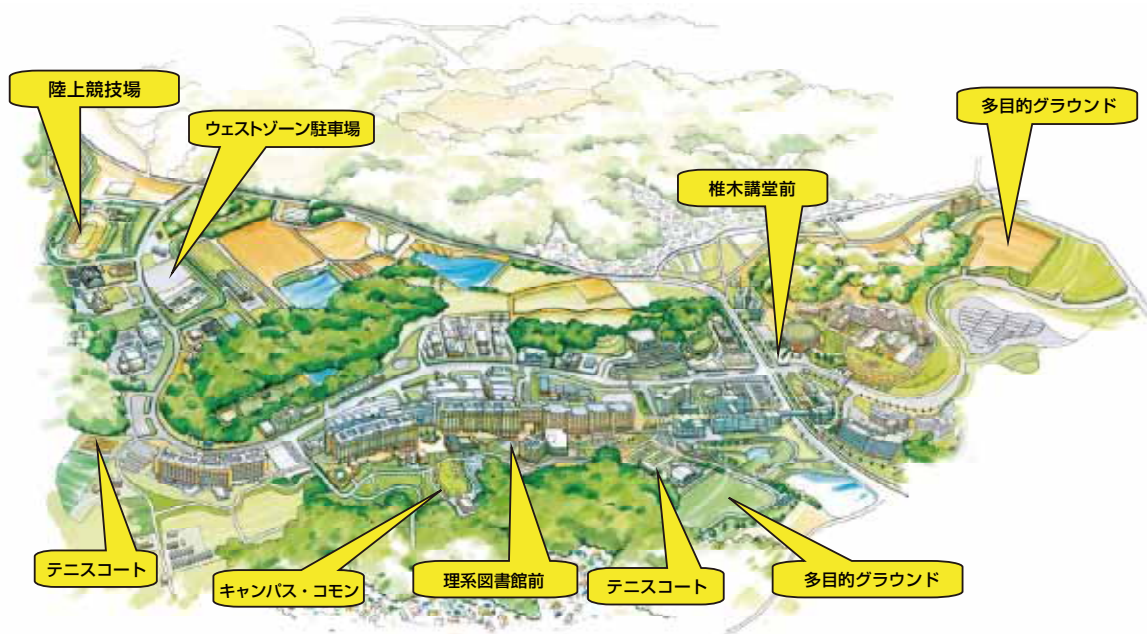 陸上競技場
ウェストゾーン駐車場
多目的グラウンド
椎木講堂前
テニスコート
キャンパス・コモン
理系図書館前
テニスコート
多目的グラウンド